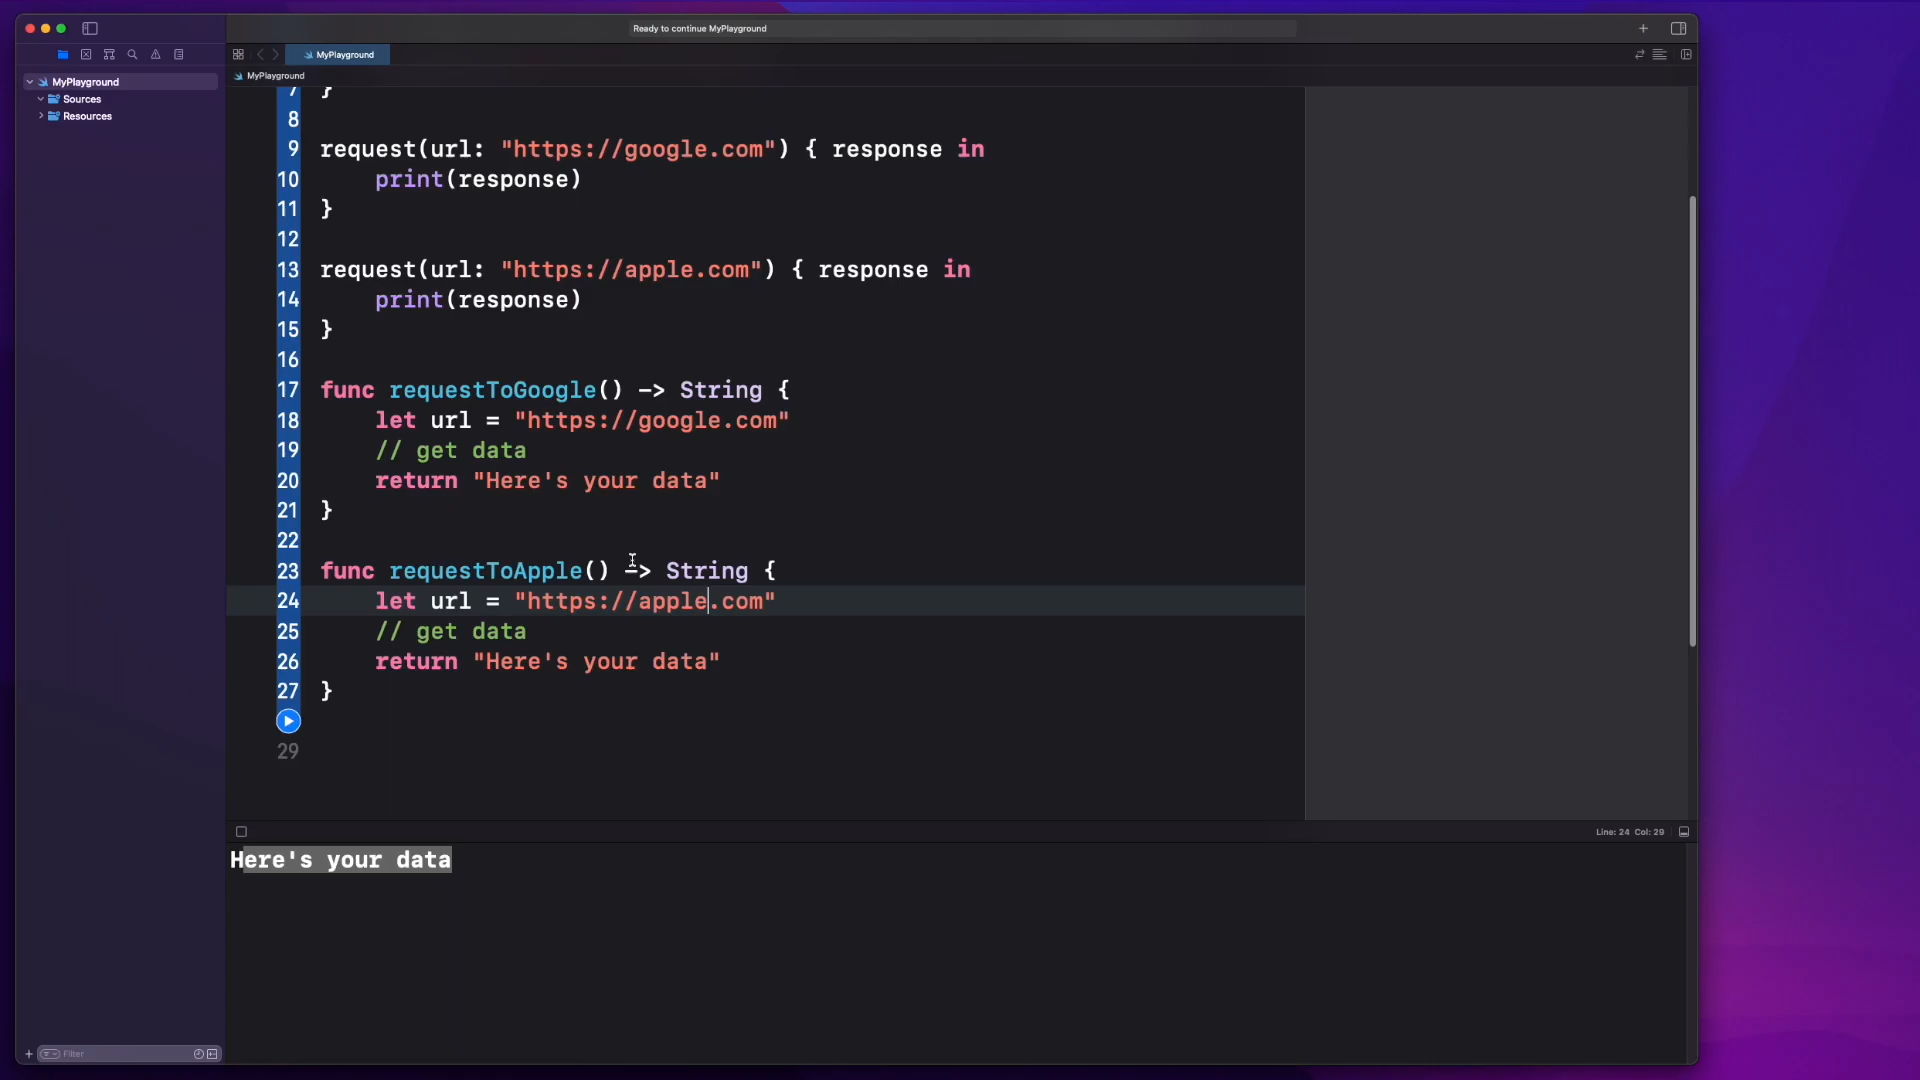 Ready to continue MyPlayground
MyPlayground
MyPlayground
MyPlayground
Sources
Resources
7 }
8
9 request(url: "https://google.com") { response in
10 print(response)
11 }
12
13 request(url: "https://apple.com") { response in
14 print(response)
15 }
16
17 func requestToGoogle() -> String {
18 let url = "https://google.com"
19 // get data
20 return "Here's your data"
21 }
22
23 func requestToApple() -> String {
24 let url = "https://apple.com"
25 // get data
26 return "Here's your data"
27 }
29
Line: 24 Col: 29
Here's your data
Filter